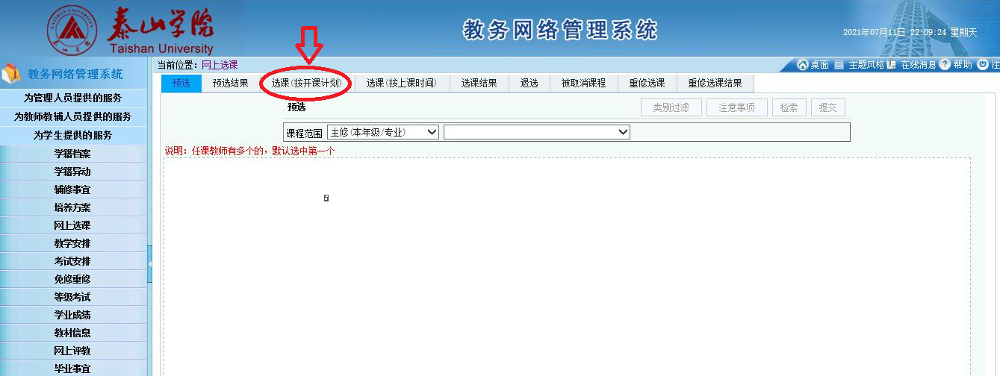 泰山学院
Taishan University
教务网络管理系统
2021年07月11日 22:09:24 星期天
当前位置：网上选课
桌面 主题风格 在线消息 帮助 注
教务网络管理系统
为管理人员提供的服务
为教师教辅人员提供的服务
为学生提供的服务
学籍档案
学籍异动
辅修事宜
培养方案
网上选课
教学安排
考试安排
免修重修
等级考试
学业成绩
教材信息
网上评教
毕业事宜
预选 预选结果 选课(按开课计划) 选课(按上课时间) 选课结果 退选 被取消课程 重修选课 重修选课结果
预选
类别过滤 注意事项 检索 提交
课程范围 主修(本年级/专业)
说明：任课教师有多个的，默认选中第一个